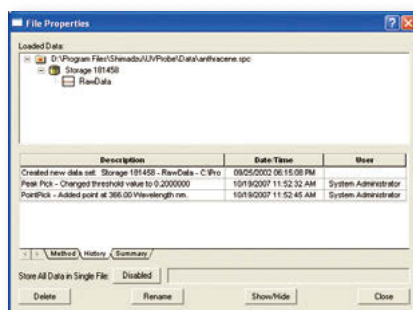 File Properties
Loaded Data:
D:\Program Files\Shimadzu\UVProbe\Data\anthracene.spc
Storage 181458
RawData
Description Date/Time User
Created new data set. Storage 181458 - RawData - C:\Pro 09/25/2002 06:15:08 PM
Peak Pick - Changed threshold value to 0.2000000 10/19/2007 11:52:32 AM System Administrator
PointPick - Added point at 366.00 Wavelength nm. 10/19/2007 11:52:45 AM System Administrator
Method History Summary
Store All Data in Single File: Disabled
Delete Rename Show/Hide Close